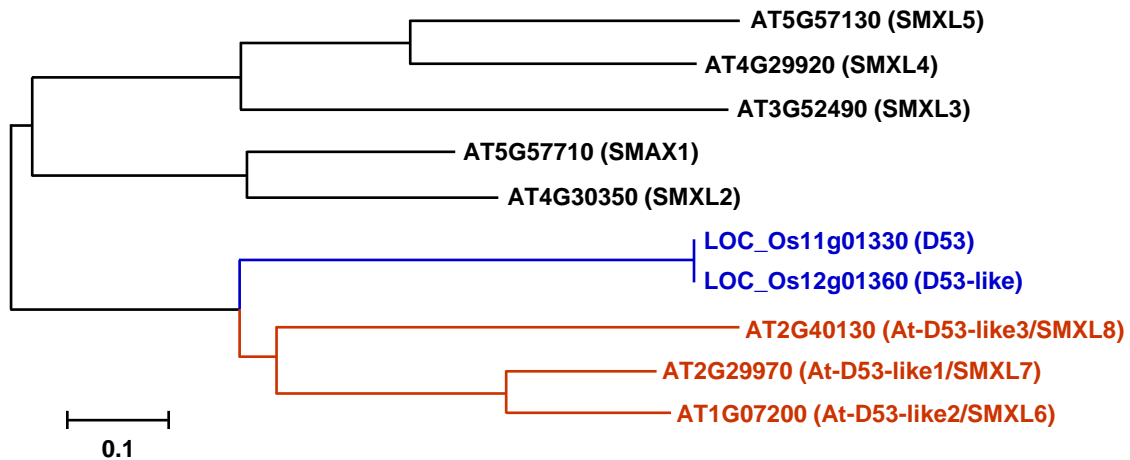 AT5G57130 (SMXL5)
AT4G29920 (SMXL4)
AT3G52490 (SMXL3)
AT5G57710 (SMAX1)
AT4G30350 (SMXL2)
LOC_Os11g01330 (D53)
LOC_Os12g01360 (D53-like)
AT2G40130 (At-D53-like3/SMXL8)
AT2G29970 (At-D53-like1/SMXL7)
AT1G07200 (At-D53-like2/SMXL6)
0.1